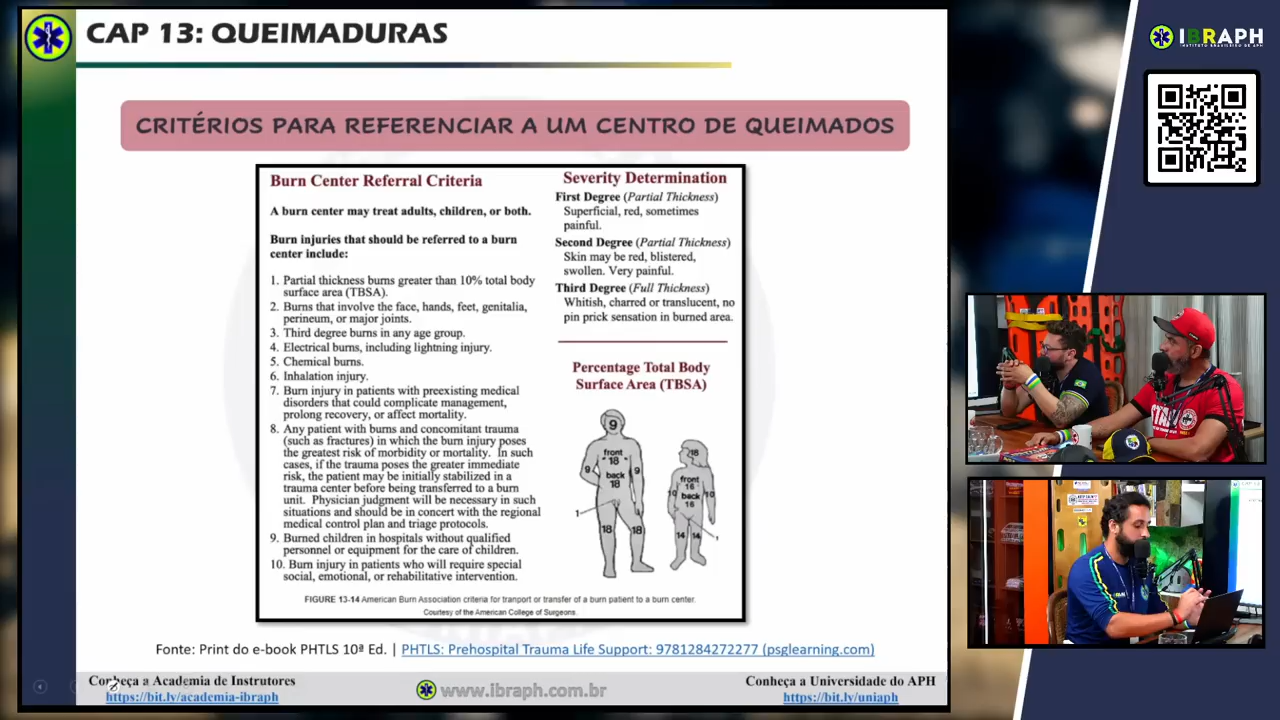 CAP 13: QUEIMADURAS
CRITÉRIOS PARA REFERENCIAR A UM CENTRO DE QUEIMADOS
Burn Center Referral Criteria
A burn center may treat adults, children, or both.
Burn injuries that should be referred to a burn
center include:
1. Partial thickness burns greater than 10% total body
surface area (TBSA).
2. Burns that involve the face, hands, feet, genitalia,
perineum, or major joints.
3. Third degree burns in any age group.
4. Electrical burns, including lightning injury.
5. Chemical burns.
6. Inhalation injury.
7. Burn injury in patients with preexisting medical
disorders that could complicate management,
prolong recovery, or affect mortality.
8. Any patient with burns and concomitant trauma
(such as fractures) in which the burn injury poses
the greatest risk of morbidity or mortality. In such
cases, if the trauma poses the greater immediate
risk, the patient may be initially stabilized in a
trauma center before being transferred to a burn
unit. Physician judgment will be necessary in such
situations and should be in concert with the regional
medical control plan and triage protocols.
9. Burned children in hospitals without qualified
personnel or equipment for the care of children.
10. Burn injury in patients who will require special
social, emotional, or rehabilitative intervention.
Severity Determination
First Degree (Partial Thickness)
Superficial, red, sometimes
painful.
Second Degree (Partial Thickness)
Skin may be red, blistered,
swollen. Very painful.
Third Degree (Full Thickness)
Whitish, charred or translucent, no
pin prick sensation in burned area.
Percentage Total Body
Surface Area (TBSA)
9
front
18
back
18
9
9
1
18
18
18
front
16
back
16
10
10
14
14
FIGURE 13-14 American Burn Association criteria for tranport or transfer of a burn patient to a burn center.
Courtesy of the American College of Surgeons.
Fonte: Print do e-book PHTLS 10ª Ed. | PHTLS: Prehospital Trauma Life Support: 9781284272277 (psglearning.com)
Conheça a Academia de Instrutores
https://bit.ly/academia-ibraph
www.ibraph.com.br
Conheça a Universidade do APH
https://bit.ly/uniaph
IBRAPH
INSTITUTO BRASILEIRO DE APH